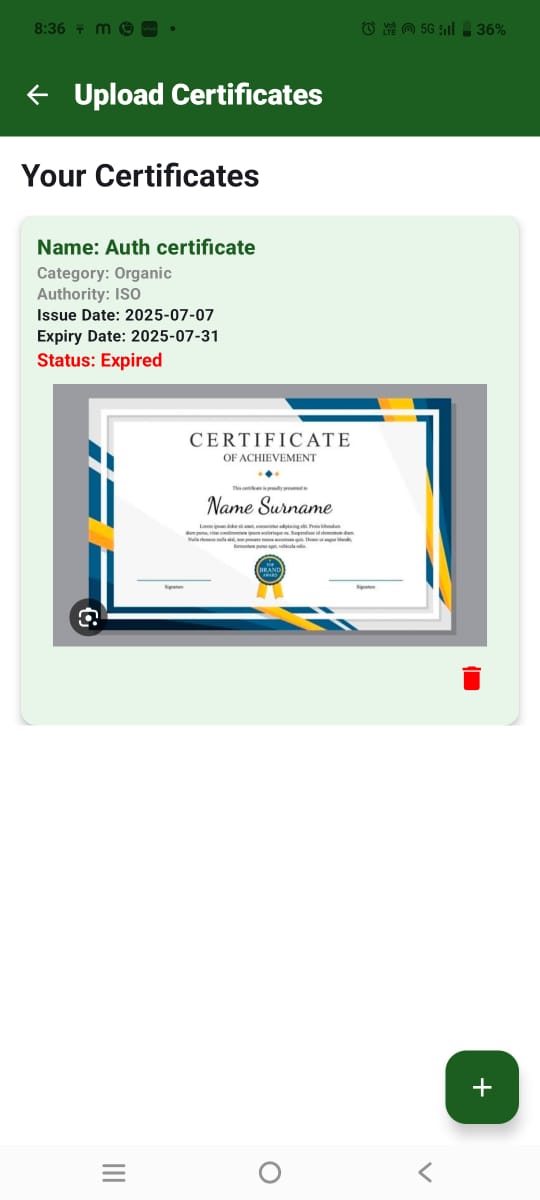 8:36
5G
36%
Upload Certificates
Your Certificates
Name: Auth certificate
Category: Organic
Authority: ISO
Issue Date: 2025-07-07
Expiry Date: 2025-07-31
Status: Expired
CERTIFICATE
OF ACHIEVEMENT
This certificate is proudly presented to
Name Surname
TOP
BRAND
AWARD
Signature
Signature